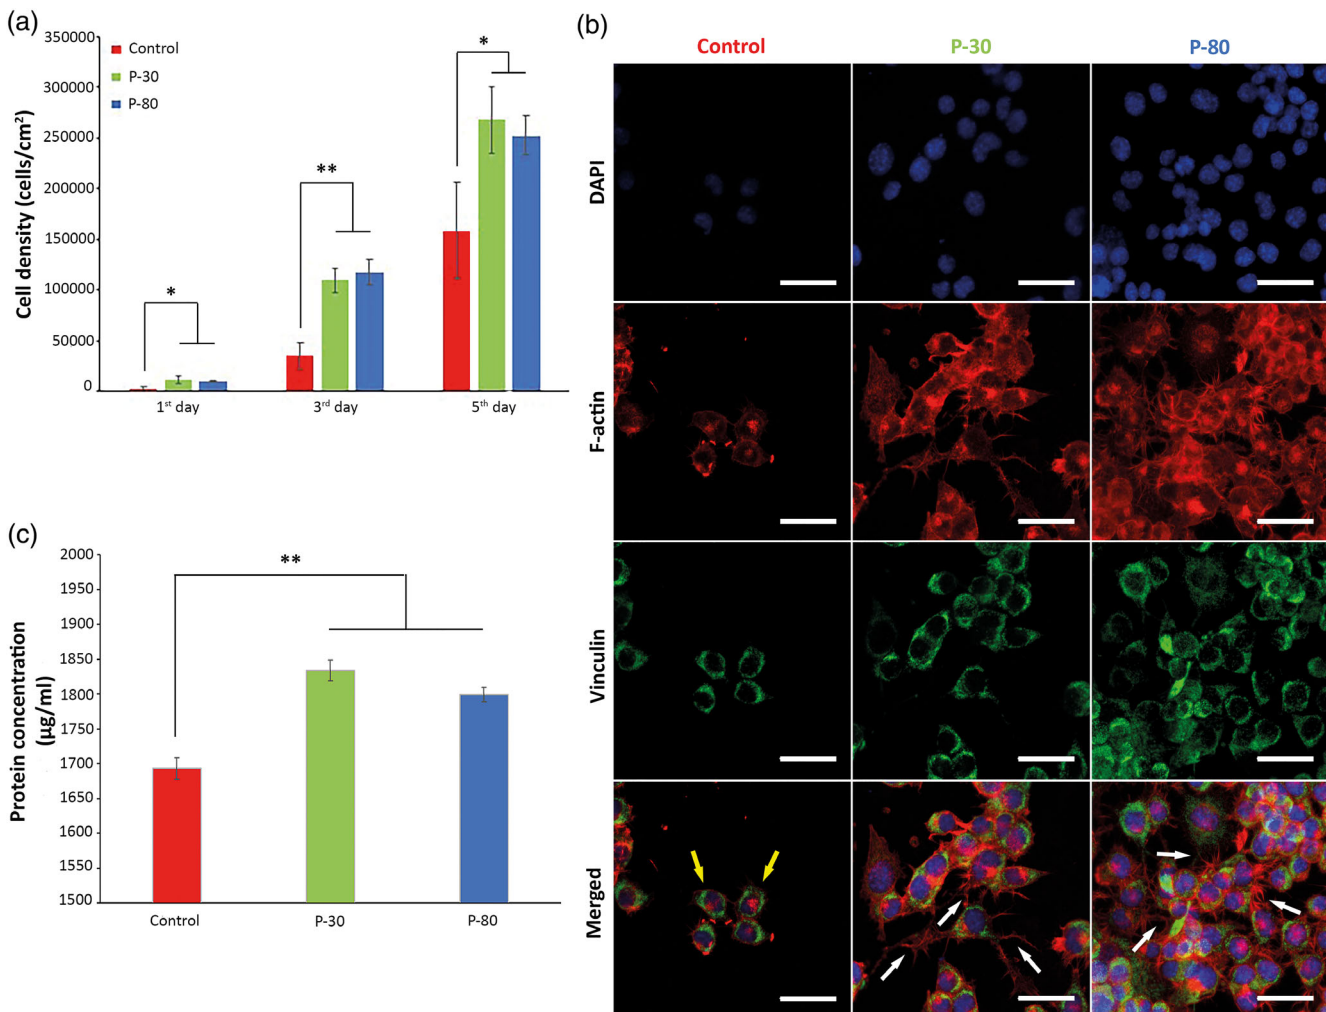 (a)
350000
300000
250000
200000
150000
100000
50000
0
Cell density (cells/cm²)
Control
P-30
P-80
*
**
*
1st day
3rd day
5th day
(b)
Control
P-30
P-80
DAPI
F-actin
Vinculin
Merged
(c)
2000
1950
1900
1850
1800
1750
1700
1650
1600
1550
1500
Protein concentration
(µg/ml)
**
Control
P-30
P-80